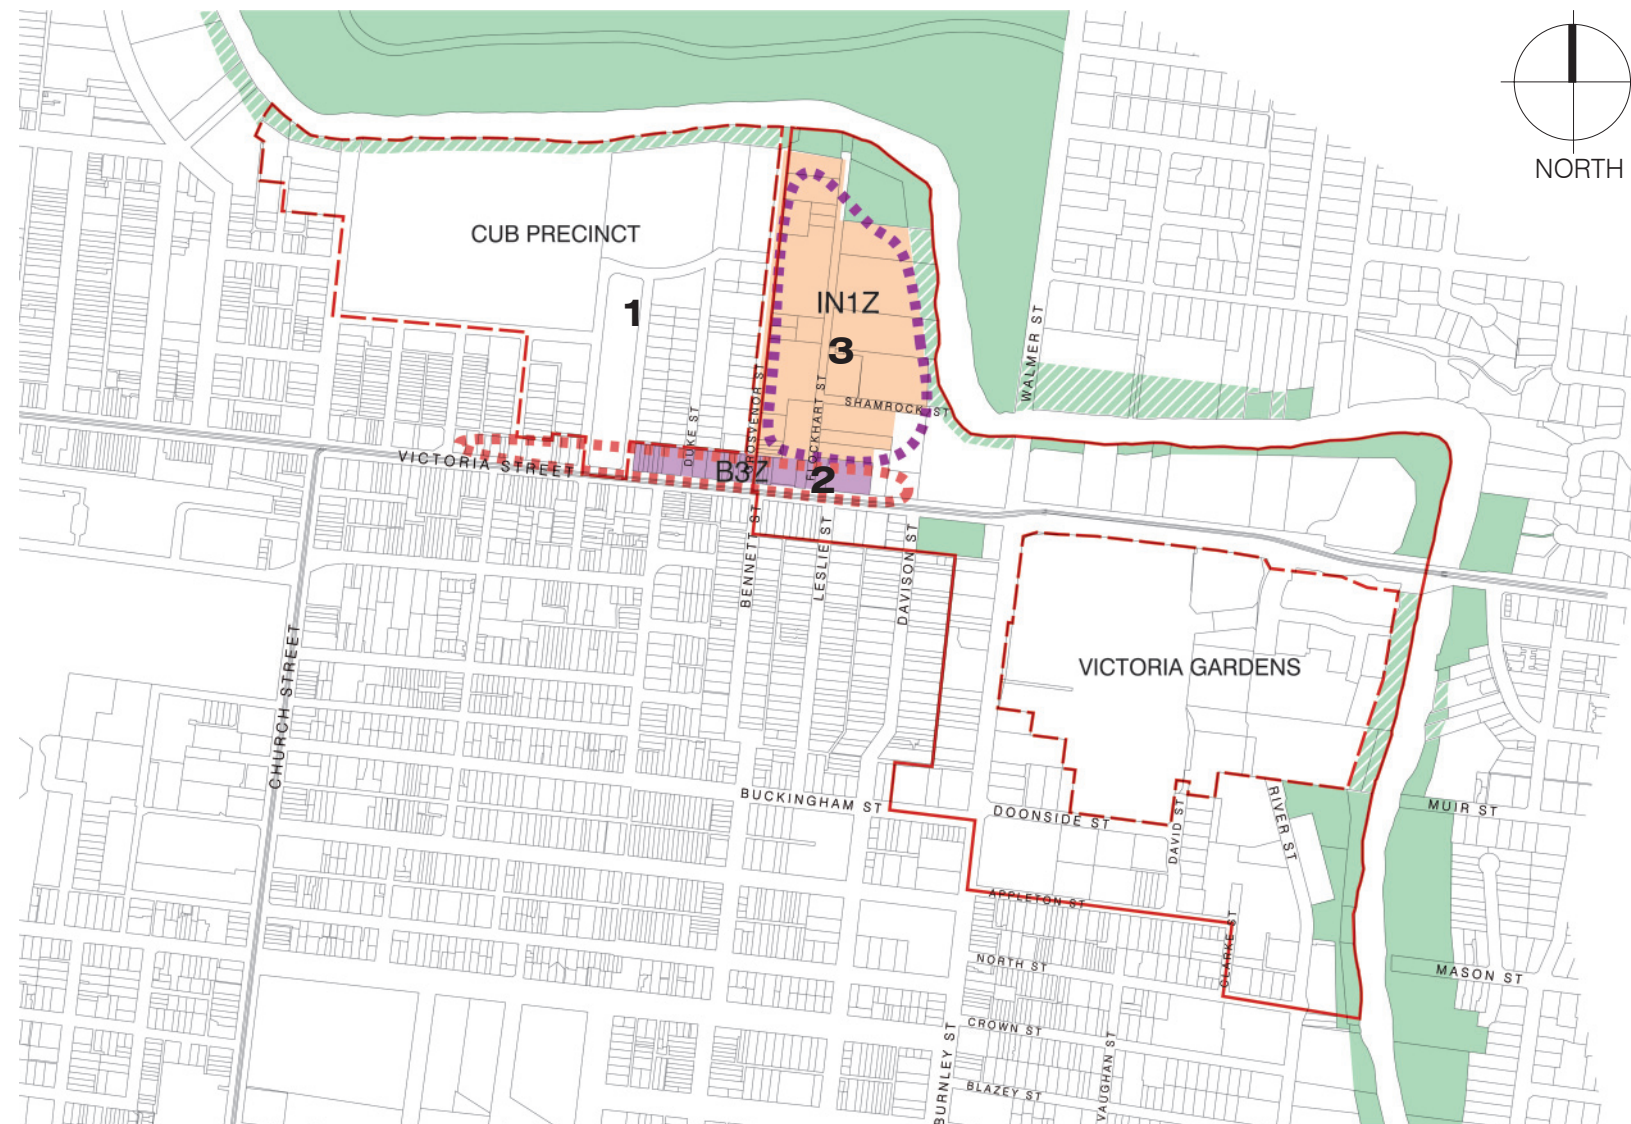 NORTH
CUB PRECINCT
1
IN1Z
3
WALMER ST
SHAMROCK ST
GROSVENOR ST
DUKE ST
LOCKHART ST
VICTORIA STREET
B3Z
2
BENNETT ST
LESLIE ST
DAVISON ST
CHURCH STREET
VICTORIA GARDENS
BUCKINGHAM ST
DOONSIDE ST
DAVID ST
RIVER ST
MUIR ST
APPLETON ST
CLARKE ST
NORTH ST
MASON ST
CROWN ST
BURNLEY ST
VAUGHAN ST
BLAZEY ST